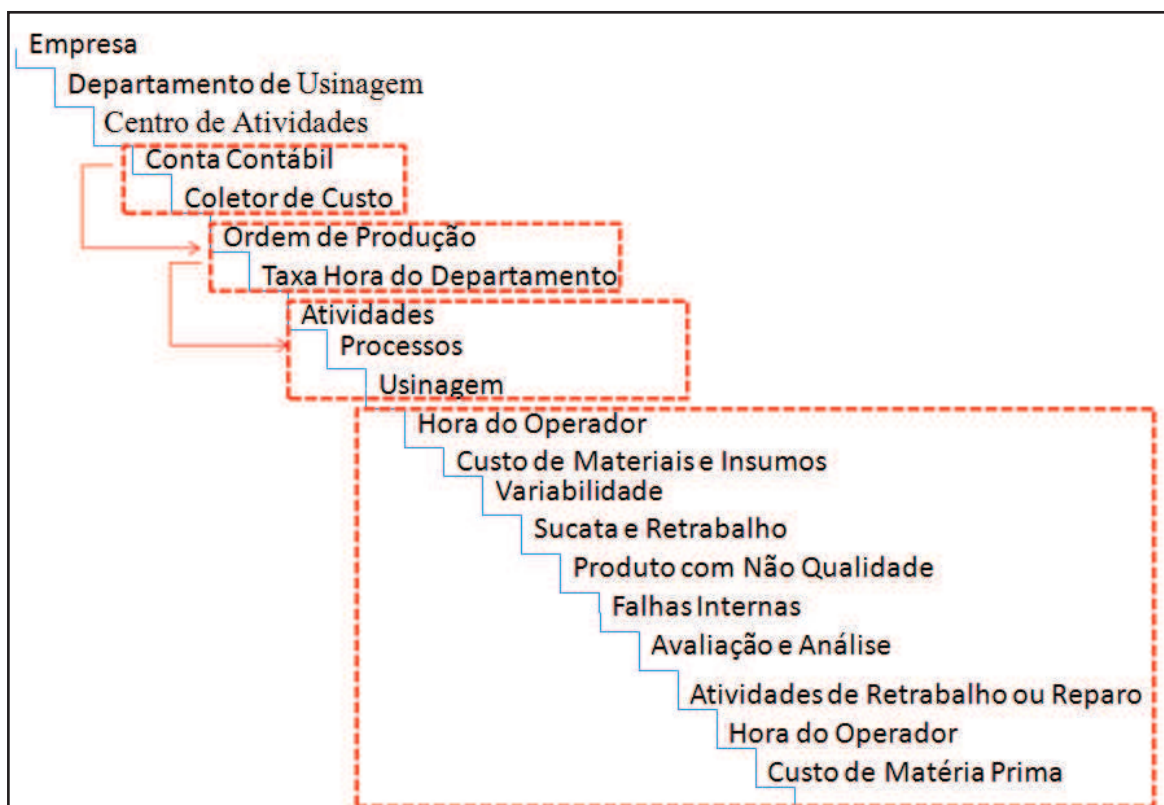 Empresa
Departamento de Usinagem
Centro de Atividades
Conta Contábil
Coletor de Custo
Ordem de Produção
Taxa Hora do Departamento
Atividades
Processos
Usinagem
Hora do Operador
Custo de Materiais e Insumos
Variabilidade
Sucata e Retrabalho
Produto com Não Qualidade
Falhas Internas
Avaliação e Análise
Atividades de Retrabalho ou Reparo
Hora do Operador
Custo de Matéria Prima